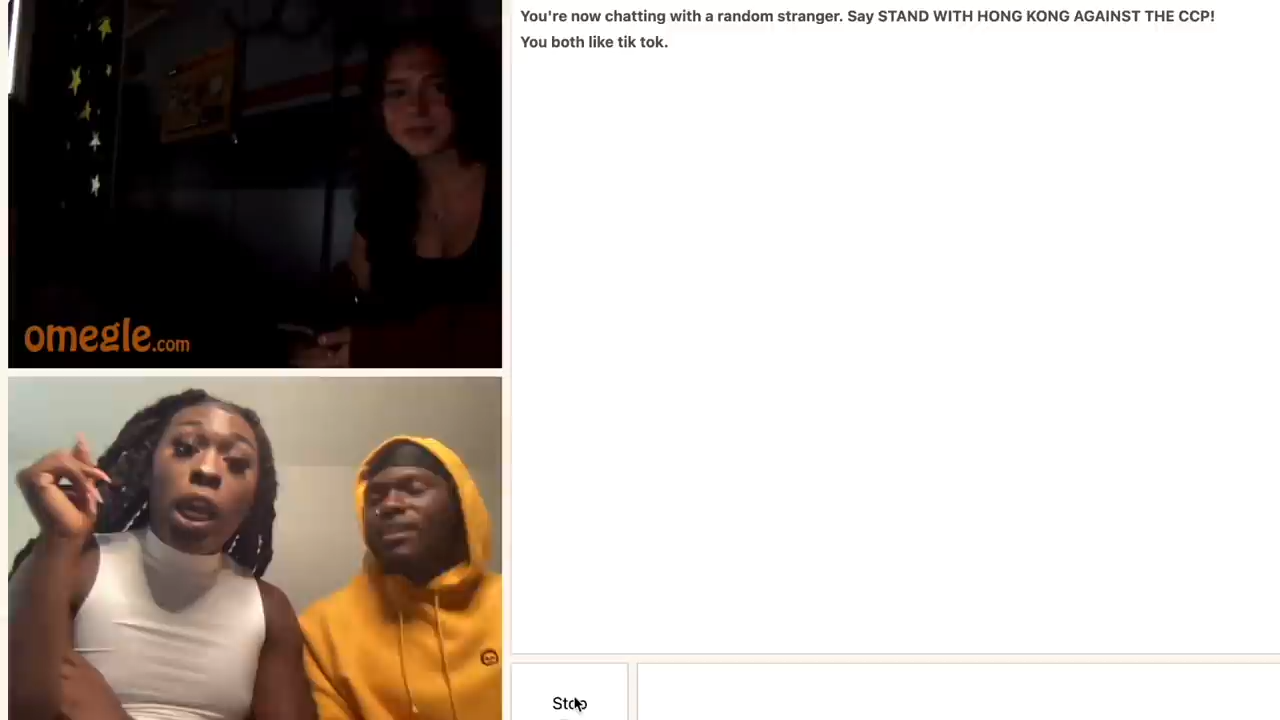 You're now chatting with a random stranger. Say STAND WITH HONG KONG AGAINST THE CCP!
You both like tik tok.
omegle.com
Stop